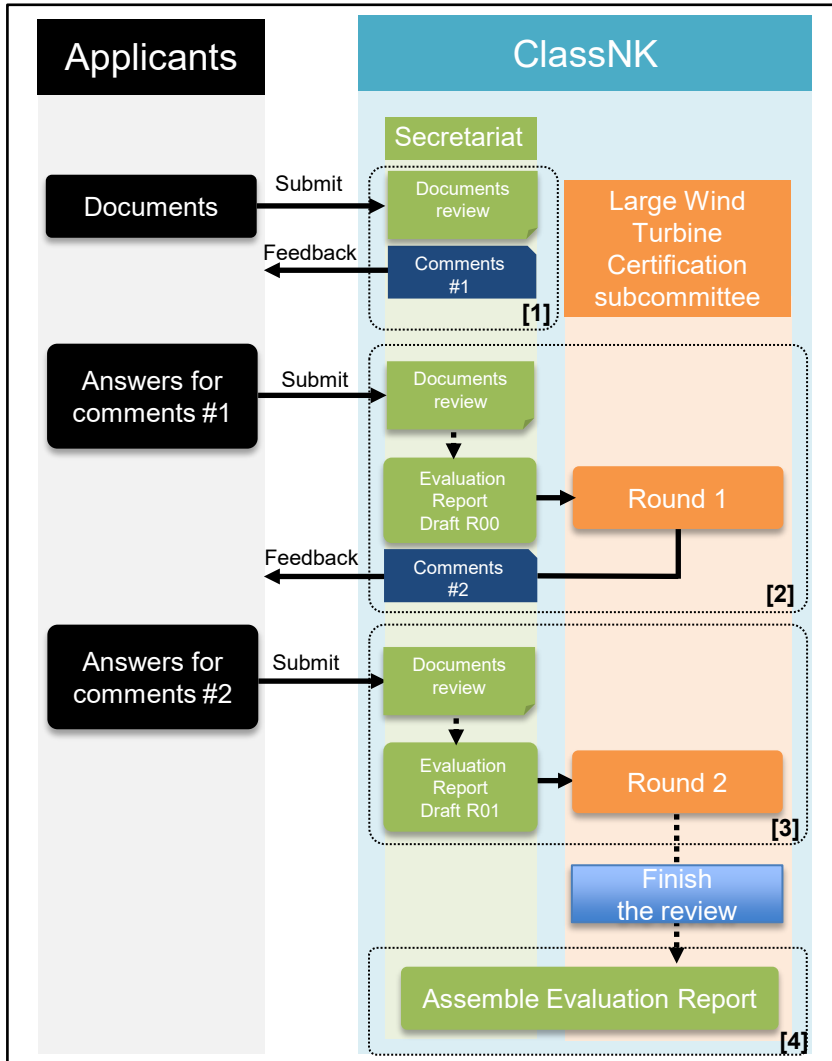 Applicants
ClassNK
Secretariat
Large Wind
Turbine
Certification
subcommittee
Documents
Submit
Documents
review
Feedback
Comments
#1
[1]
Answers for
comments #1
Submit
Documents
review
Evaluation
Report
Draft R00
Round 1
Feedback
Comments
#2
[2]
Answers for
comments #2
Submit
Documents
review
Evaluation
Report
Draft R01
Round 2
[3]
Finish
the review
Assemble Evaluation Report
[4]